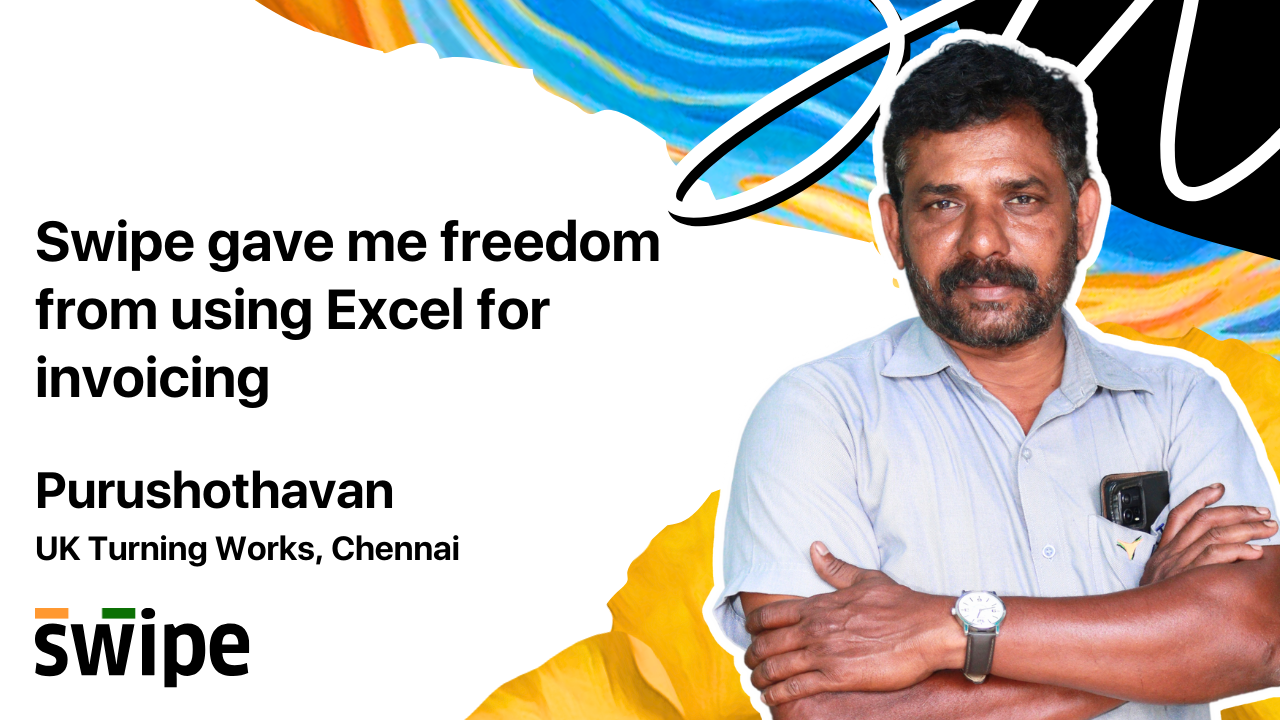 Swipe gave me freedom
from using Excel for
invoicing
Purushothavan
UK Turning Works, Chennai
swipe